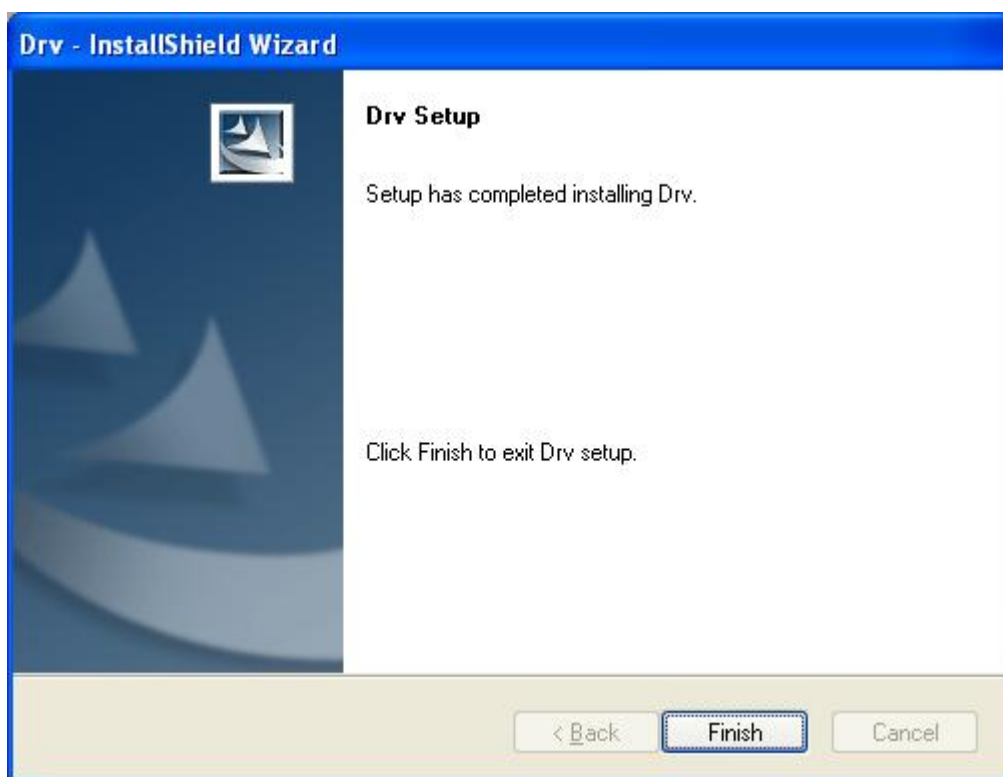 Drv - InstallShield Wizard
Drv Setup
Setup has completed installing Drv.
Click Finish to exit Drv setup.
< Back Finish Cancel